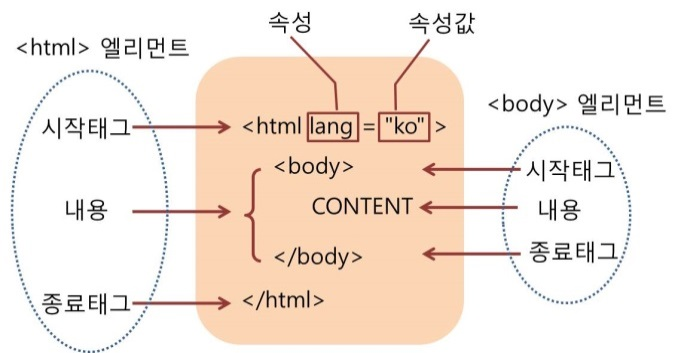 속성
속성값
<html> 엘리먼트
<body> 엘리먼트
시작태그
<html lang = "ko" >
<body>
시작태그
내용
CONTENT
내용
</body>
종료태그
종료태그
</html>